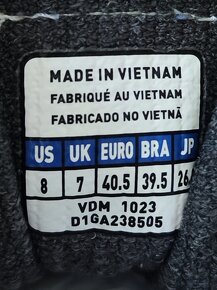 MADE IN VIETNAM
FABRIQUÉ AU VIETNAM
FABRICADO NO VIETNÃ
US UK EURO BRA JP
8 7 40.5 39.5
VDM 1023
D1GA238505